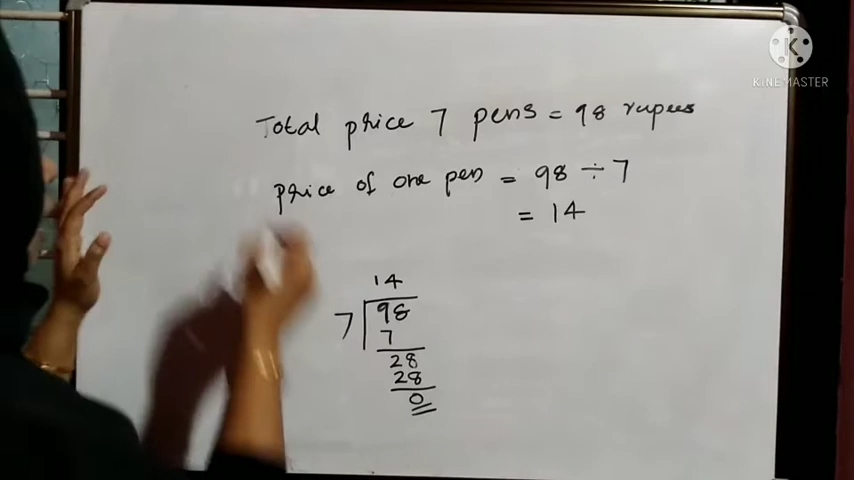 KINEMASTER
Total price 7 pens = 98 rupees
price of one pen = 98 ÷ 7
= 14
14
7 98
7
28
28
0